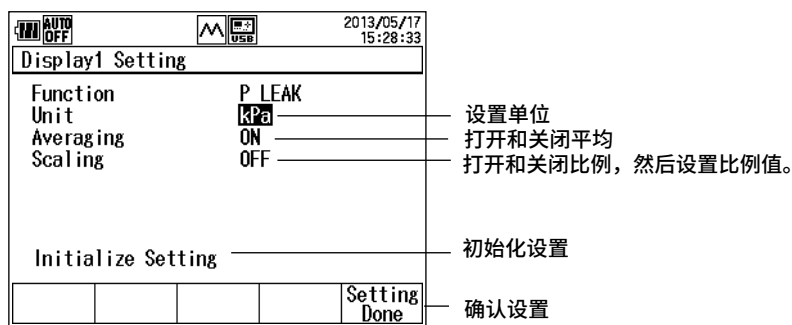 AUTO OFF USB 2013/05/17
15:28:33
Display1 Setting
Function P LEAK
Unit kPa 设置单位
Averaging ON 打开和关闭平均
Scaling OFF 打开和关闭比例，然后设置比例值。
Initialize Setting 初始化设置
Setting Done 确认设置